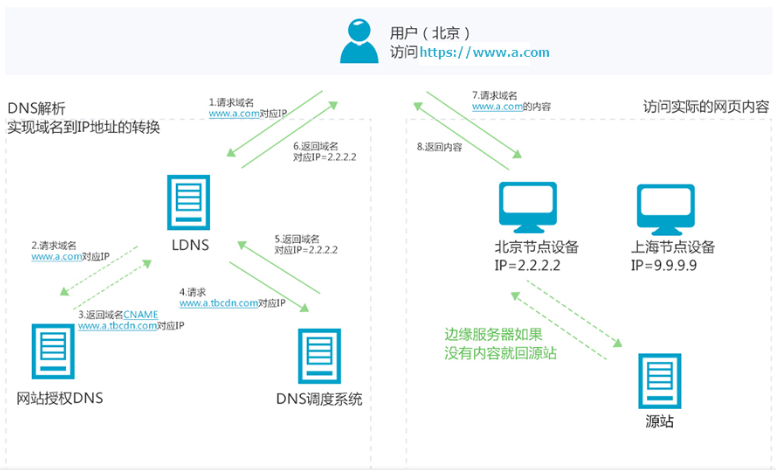 用户（北京）
访问https://www.a.com
DNS解析
实现域名到IP地址的转换
1.请求域名
www.a.com对应IP
6.返回域名
对应IP=2.2.2.2
LDNS
2.请求域名
www.a.com对应IP
5.返回域名
对应IP=2.2.2.2
4.请求
www.a.tbcdn.com对应IP
3.返回域名CNAME
www.a.tbcdn.com对应IP
网站授权DNS
DNS调度系统
7.请求域名
www.a.com的内容
访问实际的网页内容
8.返回内容
北京节点设备
IP=2.2.2.2
上海节点设备
IP=9.9.9.9
边缘服务器如果
没有内容就回源站
源站